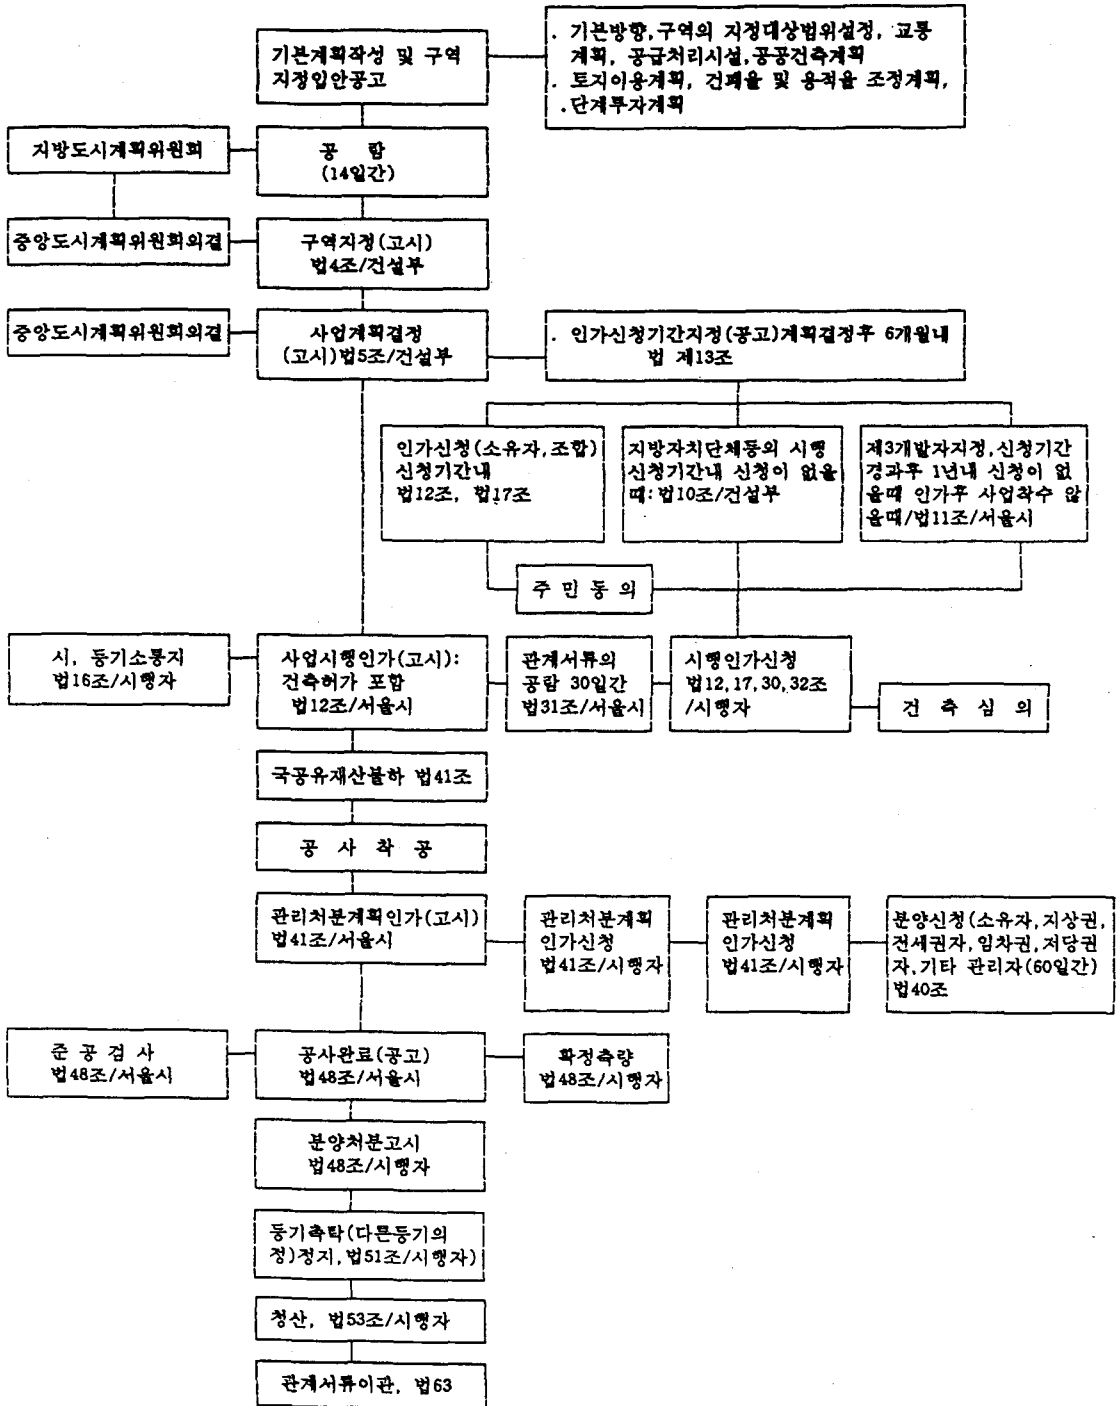 기본계획작성 및 구역
지정입안공고
. 기본방향,구역의 지정대상범위설정, 교통
계획, 공급처리시설,공공건축계획
. 토지이용계획, 건폐율 및 용적율 조정계획,
.단계투자계획
지방도시계획위원회
공 람
(14일간)
중앙도시계획위원회의결
구역지정(고시)
법4조/건설부
중앙도시계획위원회의결
사업계획결정
(고시)법5조/건설부
. 인가신청기간지정(공고)계획결정후 6개월내
법 제13조
인가신청(소유자,조합)
신청기간내
법12조, 법17조
지방자치단체등의 시행
신청기간내 신청이 없을
때:법10조/건설부
제3개발자지정,신청기간
경과후 1년내 신청이 없
을때 인가후 사업착수 않
을때/법11조/서울시
주 민 동 의
시, 등기소통지
법16조/시행자
사업시행인가(고시):
건축허가 포함
법12조/서울시
관계서류의
공람 30일간
법31조/서울시
시행인가신청
법12,17,30,32조
/시행자
건 축 심 의
국공유재산불하 법41조
공 사 착 공
관리처분계획인가(고시)
법41조/서울시
관리처분계획
인가신청
법41조/시행자
관리처분계획
인가신청
법41조/시행자
분양신청(소유자,지상권,
전세권자,임차권,저당권
자,기타 관리자(60일간)
법40조
준 공 검 사
법48조/서울시
공사완료(공고)
법48조/서울시
확정측량
법48조/시행자
분양처분고시
법48조/시행자
등기촉탁(다른등기의
정)정지,법51조/시행자)
청산, 법53조/시행자
관계서류이관, 법63